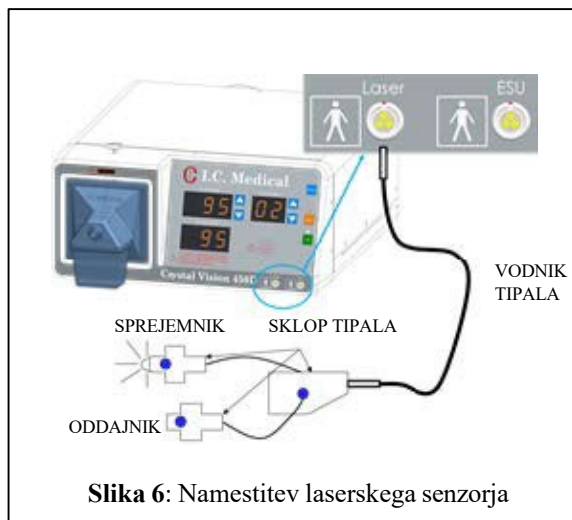 Laser ESU
I.C. Medical
95 02
95
Crystal Vision 450D
VODNIK
TIPALA
SPREJEMNIK SKLOP TIPALA
ODDAJNIK
Slika 6: Namestitev laserskega senzorja